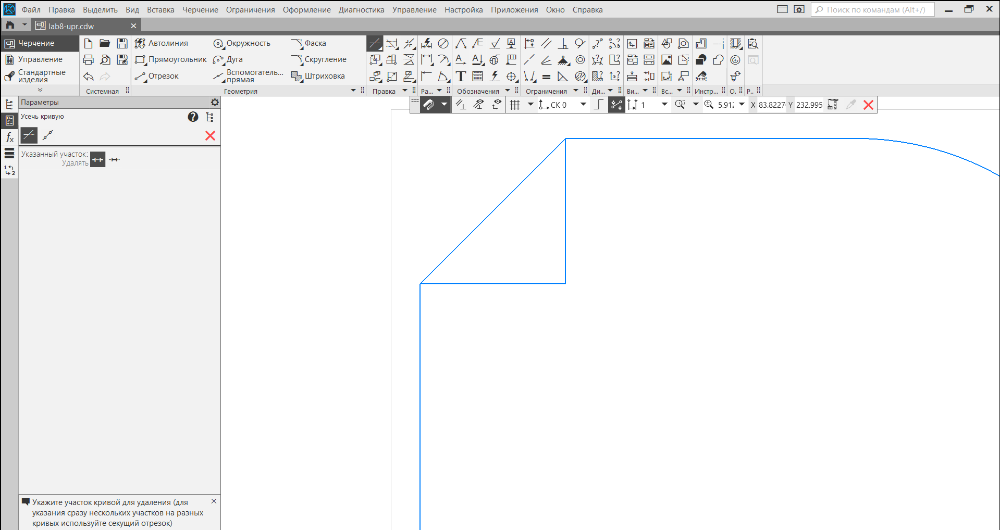 Файл Правка Выделить Вид Вставка Черчение Ограничения Оформление Диагностика Управление Настройка Приложения Окно Справка Поиск по командам (Alt+/)
lab8-upr.cdw
Черчение Автолиния Окружность Фаска
Управление Прямоугольник Дуга Скругление
Стандартные изделия Отрезок Вспомогатель... прямая Штриховка
Системная Геометрия Правка Ра... Обозначения Ограничения Ди... Ви... Вс... Инстр... О. Р..
Параметры
СК 0 1 5.912 X 83.8227 Y 232.995
Усечь кривую
Указанный участок:
Удалять
Укажите участок кривой для удаления (для
указания сразу нескольких участков на разных
кривых используйте секущий отрезок)